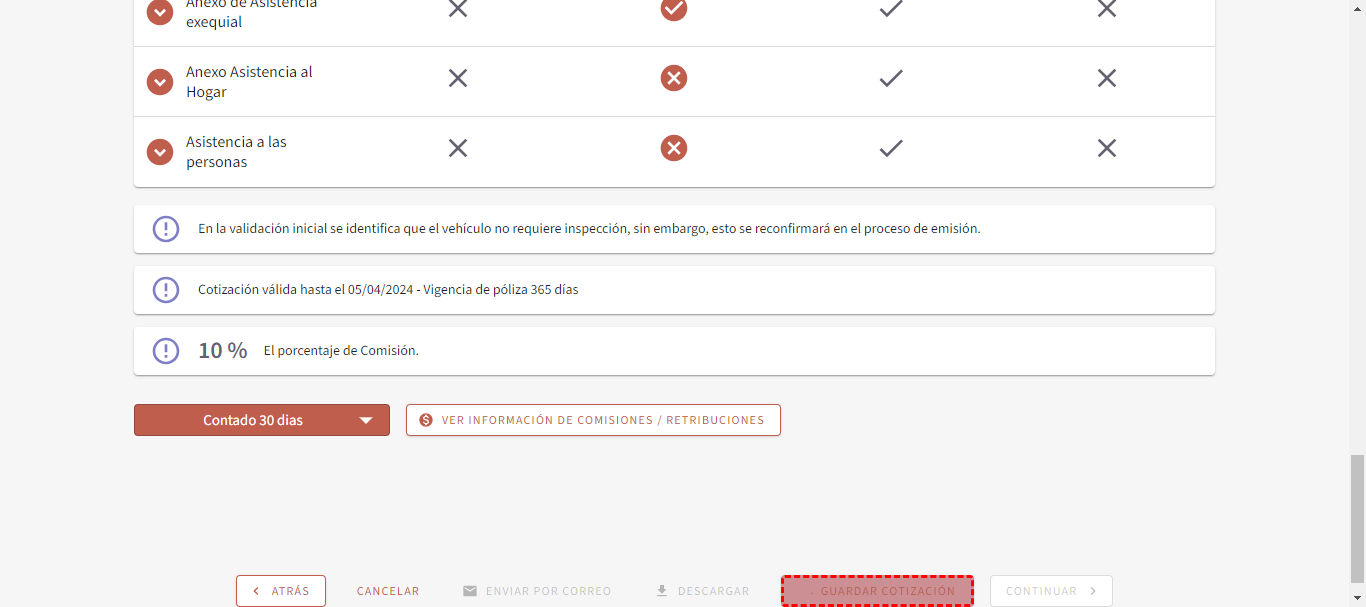 Anexo de Asistencia
exequial
Anexo Asistencia al
Hogar
Asistencia a las
personas
En la validación inicial se identifica que el vehículo no requiere inspección, sin embargo, esto se reconfirmará en el proceso de emisión.
Cotización válida hasta el 05/04/2024 - Vigencia de póliza 365 días
10 % El porcentaje de Comisión.
Contado 30 dias
VER INFORMACIÓN DE COMISIONES / RETRIBUCIONES
ATRÁS CANCELAR ENVIAR POR CORREO DESCARGAR GUARDAR COTIZACIÓN CONTINUAR